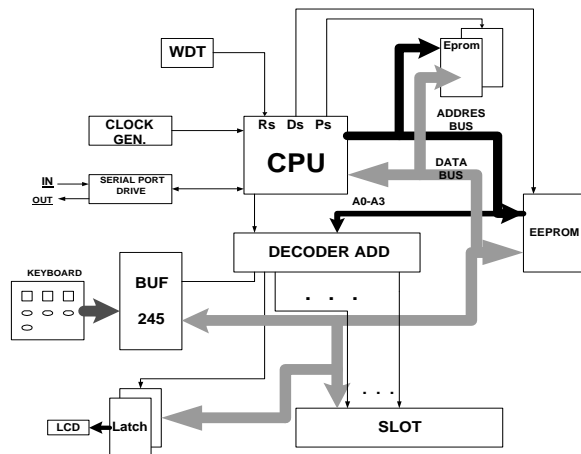 WDT
Eprom
Rs Ds Ps
CPU
CLOCK
GEN.
ADDRES
BUS
DATA
BUS
IN
OUT
SERIAL PORT
DRIVE
A0-A3
EEPROM
DECODER ADD
KEYBOARD
BUF
245
. . .
. . .
LCD
Latch
SLOT